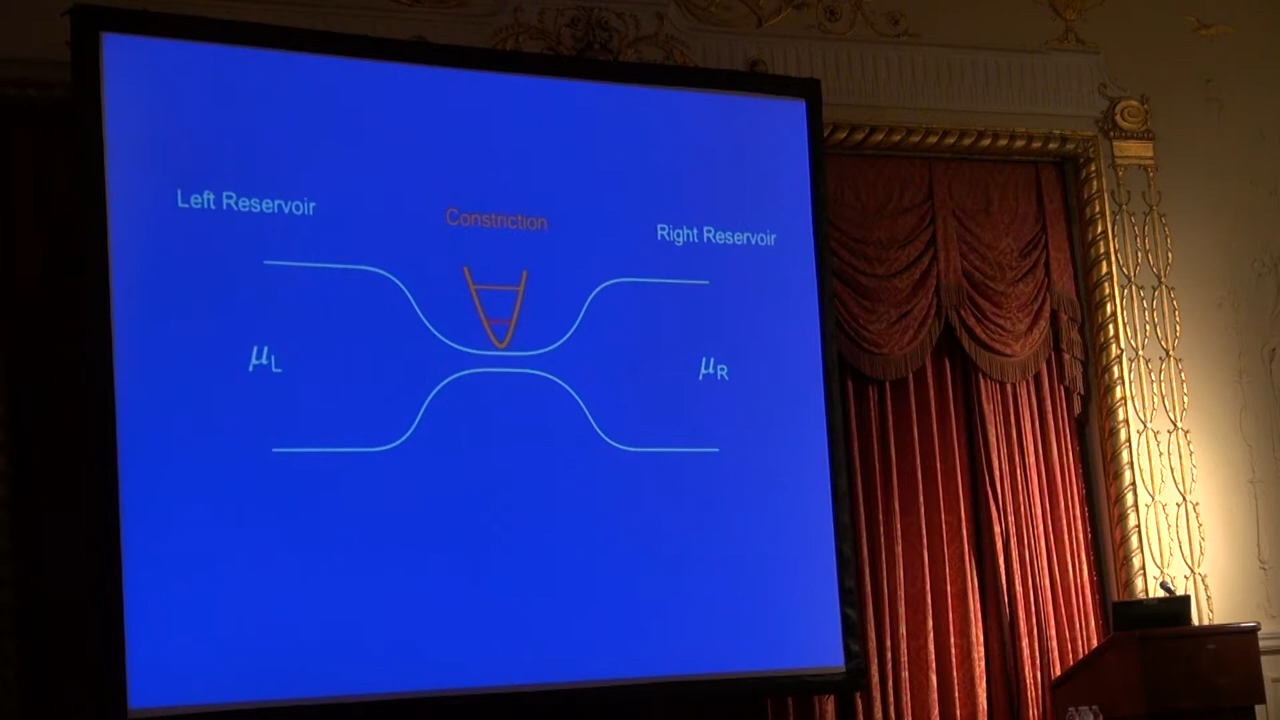 Left Reservoir
Constriction
Right Reservoir
μL
μR